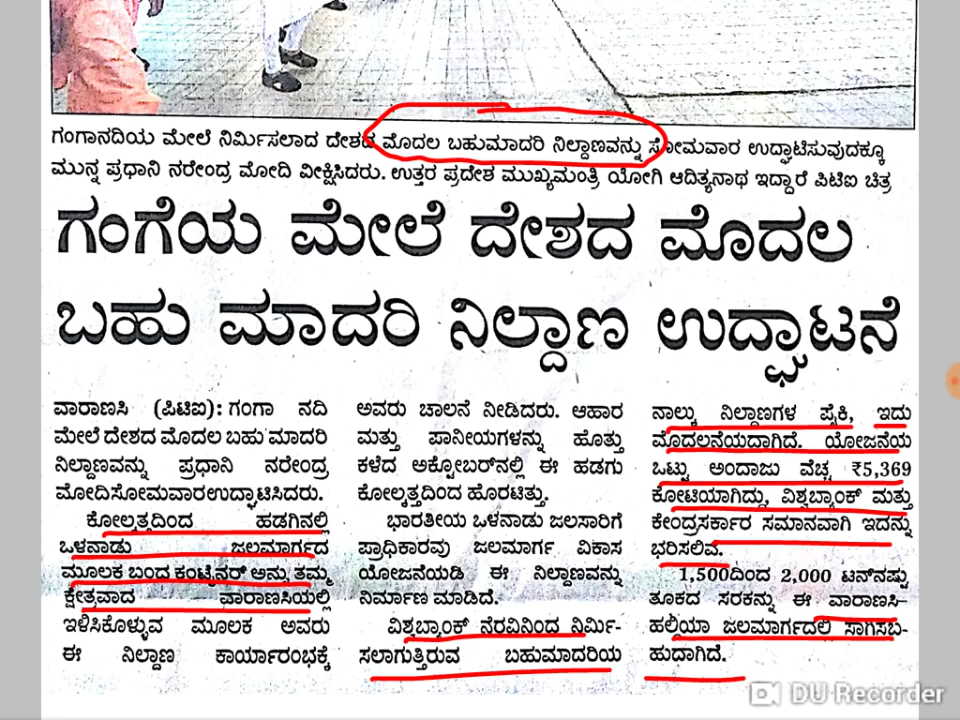 ಗಂಗಾನದಿಯ ಮೇಲೆ ನಿರ್ಮಿಸಲಾದ ದೇಶದ ಮೊದಲ ಬಹುಮಾದರಿ ನಿಲ್ದಾಣವನ್ನು ಸೋಮವಾರ ಉದ್ಘಾಟಿಸುವುದಕ್ಕೂ
ಮುನ್ನ ಪ್ರಧಾನಿ ನರೇಂದ್ರ ಮೋದಿ ವೀಕ್ಷಿಸಿದರು. ಉತ್ತರ ಪ್ರದೇಶ ಮುಖ್ಯಮಂತ್ರಿ ಯೋಗಿ ಆದಿತ್ಯನಾಥ ಇದ್ದಾರೆ ಪಿಟಿಐ ಚಿತ್ರ
ಗಂಗೆಯ ಮೇಲೆ ದೇಶದ ಮೊದಲ
ಬಹು ಮಾದರಿ ನಿಲ್ದಾಣ ಉದ್ಘಾಟನೆ
ವಾರಾಣಸಿ (ಪಿಟಿಐ): ಗಂಗಾ ನದಿ
ಮೇಲೆ ದೇಶದ ಮೊದಲ ಬಹು ಮಾದರಿ
ನಿಲ್ದಾಣವನ್ನು ಪ್ರಧಾನಿ ನರೇಂದ್ರ
ಮೋದಿ ಸೋಮವಾರ ಉದ್ಘಾಟಿಸಿದರು.
ಕೋಲ್ಕತ್ತದಿಂದ ಹಡಗಿನಲ್ಲಿ
ಒಳನಾಡು ಜಲಮಾರ್ಗದ
ಮೂಲಕ ಬಂದ ಕಂಟೈನರ್ ಅನ್ನು ತಮ್ಮ
ಕ್ಷೇತ್ರವಾದ ವಾರಾಣಸಿಯಲ್ಲಿ
ಇಳಿಸಿಕೊಳ್ಳುವ ಮೂಲಕ ಅವರು
ಈ ನಿಲ್ದಾಣ ಕಾರ್ಯಾರಂಭಕ್ಕೆ
ಅವರು ಚಾಲನೆ ನೀಡಿದರು. ಆಹಾರ
ಮತ್ತು ಪಾನೀಯಗಳನ್ನು ಹೊತ್ತು
ಕಳೆದ ಅಕ್ಟೋಬರ್‌ನಲ್ಲಿ ಈ ಹಡಗು
ಕೋಲ್ಕತ್ತದಿಂದ ಹೊರಟಿತ್ತು.
ಭಾರತೀಯ ಒಳನಾಡು ಜಲಸಾರಿಗೆ
ಪ್ರಾಧಿಕಾರವು ಜಲಮಾರ್ಗ ವಿಕಾಸ
ಯೋಜನೆಯಡಿ ಈ ನಿಲ್ದಾಣವನ್ನು
ನಿರ್ಮಾಣ ಮಾಡಿದೆ.
ವಿಶ್ವಬ್ಯಾಂಕ್ ನೆರವಿನಿಂದ ನಿರ್ಮಿ-
ಸಲಾಗುತ್ತಿರುವ ಬಹುಮಾದರಿಯ
ನಾಲ್ಕು ನಿಲ್ದಾಣಗಳ ಪೈಕಿ, ಇದು
ಮೊದಲನೆಯದಾಗಿದೆ. ಯೋಜನೆಯ
ಒಟ್ಟು ಅಂದಾಜು ವೆಚ್ಚ ₹5,369
ಕೋಟಿಯಾಗಿದ್ದು, ವಿಶ್ವಬ್ಯಾಂಕ್ ಮತ್ತು
ಕೇಂದ್ರಸರ್ಕಾರ ಸಮಾನವಾಗಿ ಇದನ್ನು
ಭರಿಸಲಿವೆ.
1,500ದಿಂದ 2,000 ಟನ್‌ನಷ್ಟು
ತೂಕದ ಸರಕನ್ನು ಈ ವಾರಾಣಸಿ–
ಹಲ್ದಿಯಾ ಜಲಮಾರ್ಗದಲ್ಲಿ ಸಾಗಿಸಬ-
ಹುದಾಗಿದೆ.
DU Recorder